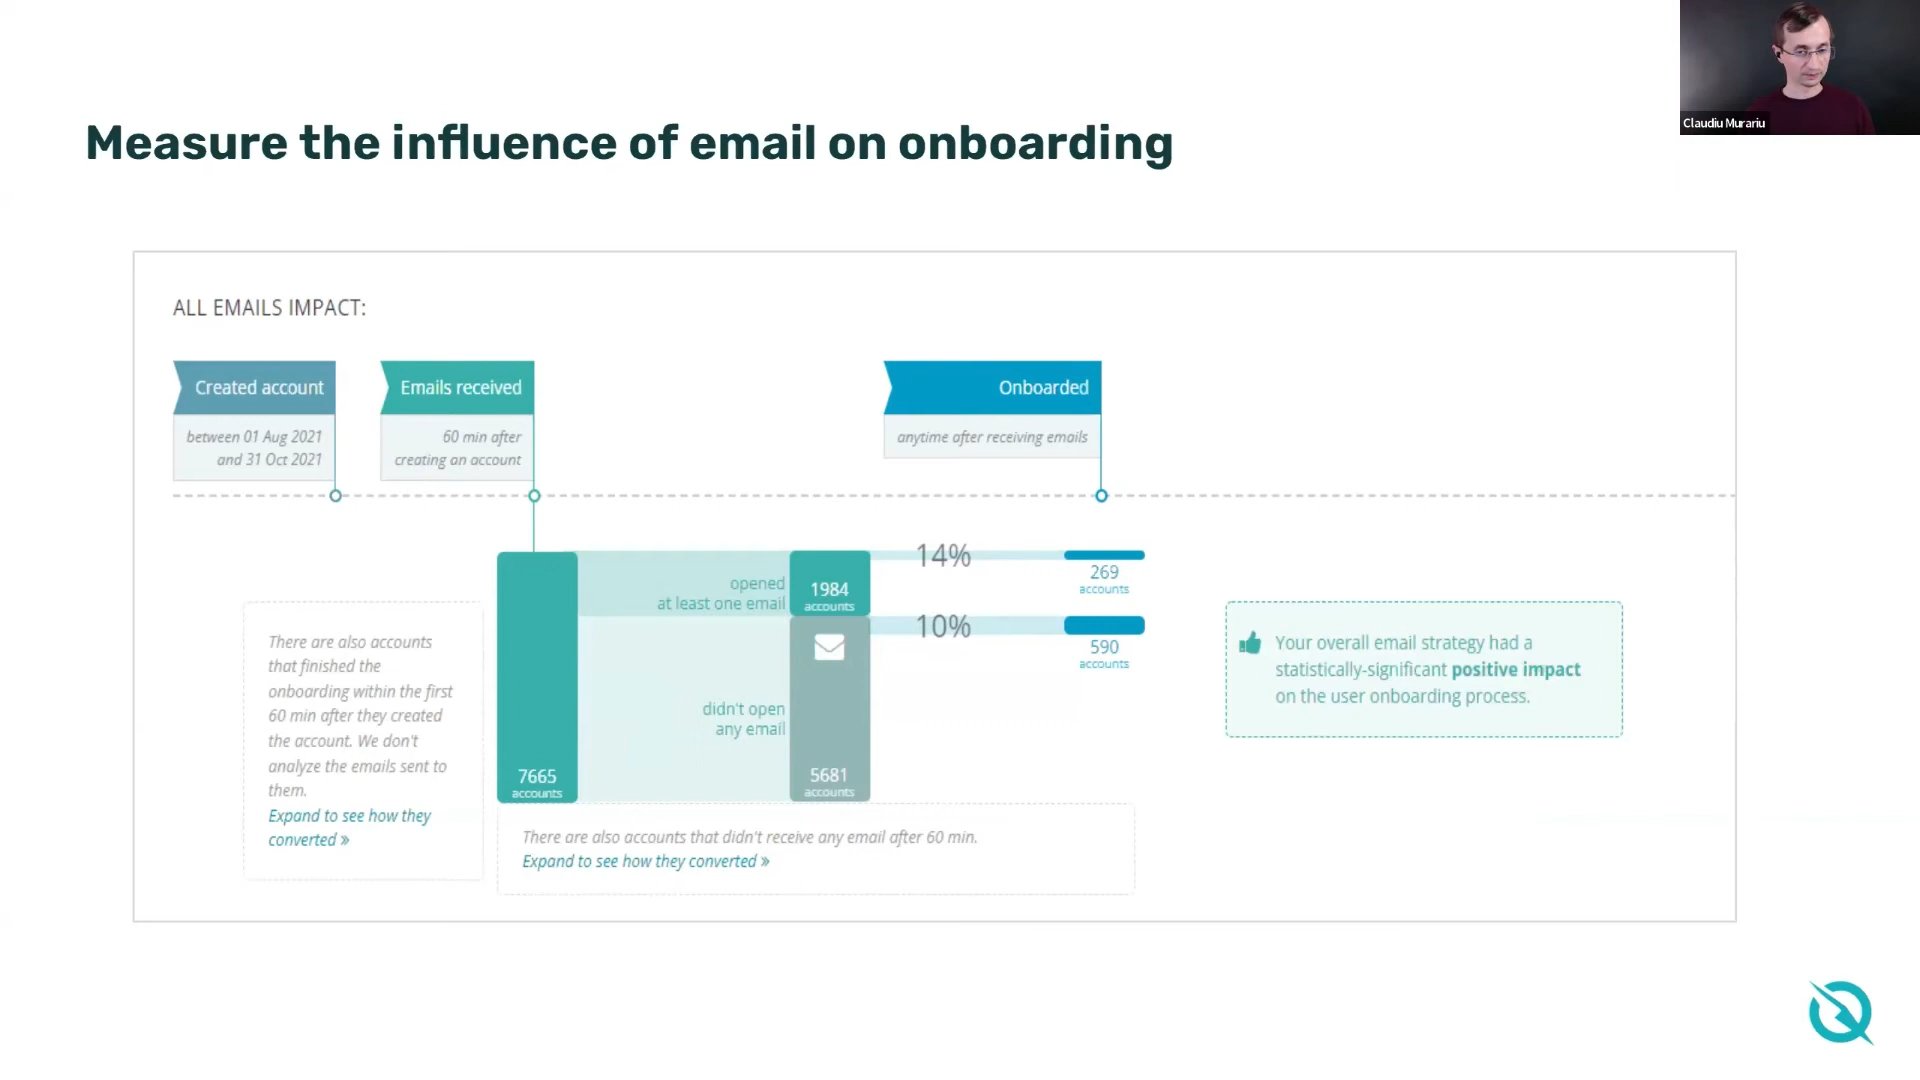 Claudiu Murariu
Measure the influence of email on onboarding
ALL EMAILS IMPACT:
Created account
between 01 Aug 2021
and 31 Oct 2021
Emails received
60 min after
creating an account
Onboarded
anytime after receiving emails
opened
at least one email
1984
accounts
14%
269
accounts
10%
590
accounts
didn't open
any email
7665
accounts
5681
accounts
There are also accounts
that finished the
onboarding within the first
60 min after they created
the account. We don't
analyze the emails sent to
them.
Expand to see how they
converted »
There are also accounts that didn't receive any email after 60 min.
Expand to see how they converted »
Your overall email strategy had a
statistically-significant positive impact
on the user onboarding process.